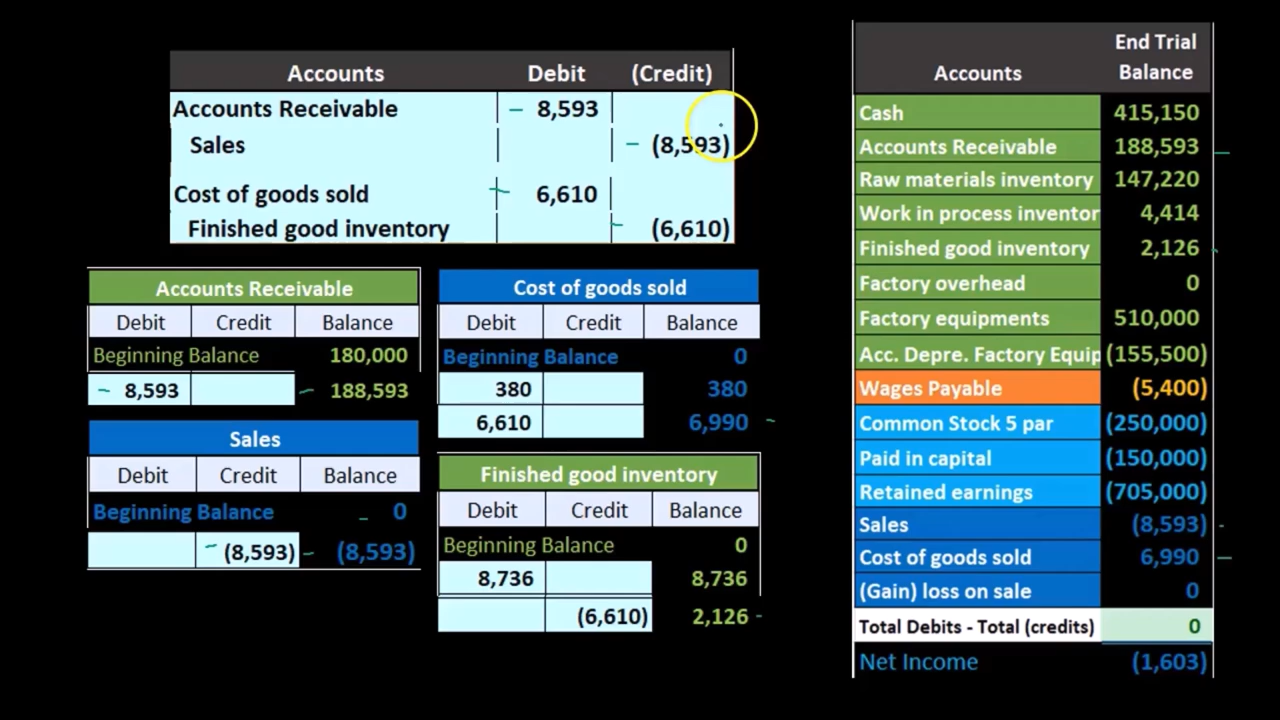 Accounts Debit (Credit)
Accounts Receivable 8,593
Sales (8,593)
Cost of goods sold 6,610
Finished good inventory (6,610)
Accounts Receivable
Debit Credit Balance
Beginning Balance 180,000
8,593 188,593
Sales
Debit Credit Balance
Beginning Balance 0
(8,593) (8,593)
Cost of goods sold
Debit Credit Balance
Beginning Balance 0
380 380
6,610 6,990
Finished good inventory
Debit Credit Balance
Beginning Balance 0
8,736 8,736
(6,610) 2,126
Accounts End Trial Balance
Cash 415,150
Accounts Receivable 188,593
Raw materials inventory 147,220
Work in process inventor 4,414
Finished good inventory 2,126
Factory overhead 0
Factory equipments 510,000
Acc. Depre. Factory Equip (155,500)
Wages Payable (5,400)
Common Stock 5 par (250,000)
Paid in capital (150,000)
Retained earnings (705,000)
Sales (8,593)
Cost of goods sold 6,990
(Gain) loss on sale 0
Total Debits - Total (credits) 0
Net Income (1,603)